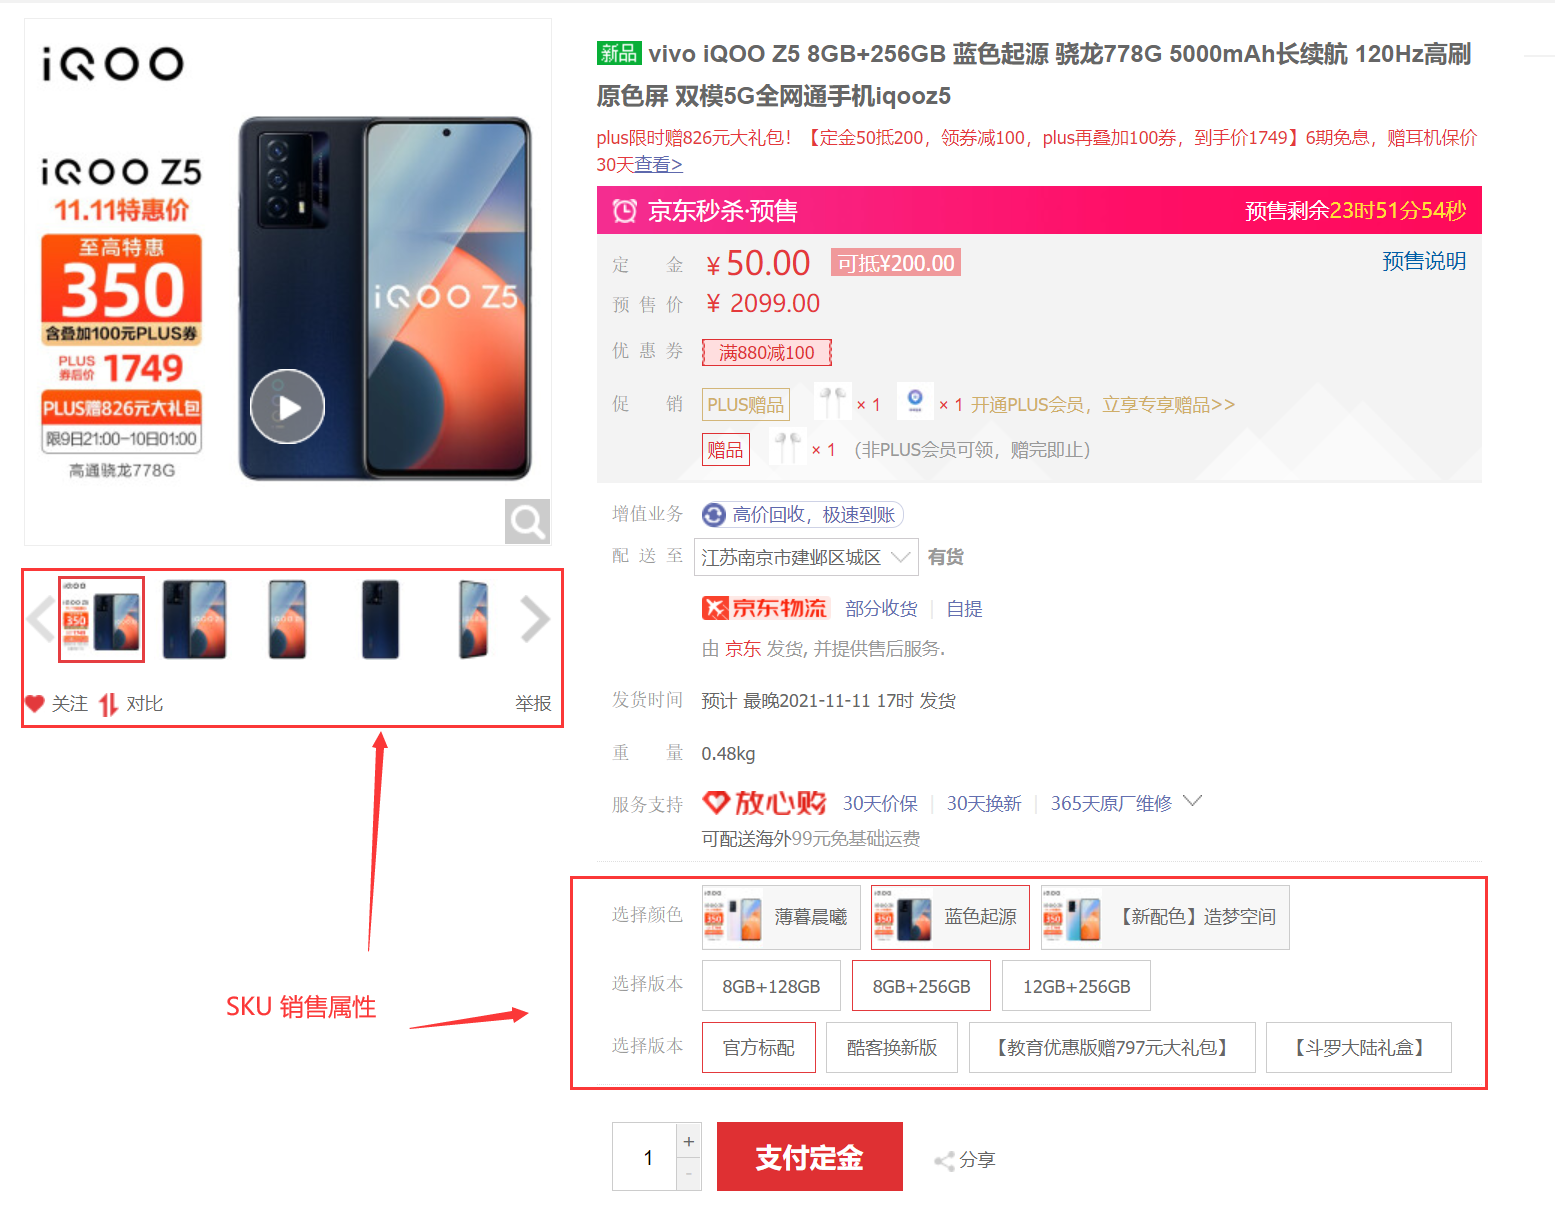 iQOO
iQOO Z5
11.11特惠价
至高特惠
350
含叠加100元PLUS券
PLUS
券后价 1749
PLUS赠826元大礼包
限9日21:00-10日01:00
高通骁龙778G
iQOO Z5
关注 对比 举报
SKU 销售属性
新品 vivo iQOO Z5 8GB+256GB 蓝色起源 骁龙778G 5000mAh长续航 120Hz高刷
原色屏 双模5G全网通手机iqooz5
plus限时赠826元大礼包！【定金50抵200，领券减100，plus再叠加100券，到手价1749】6期免息，赠耳机保价
30天查看>
京东秒杀·预售 预售剩余23时51分54秒
定金 ¥50.00 可抵¥200.00 预售说明
预售价 ¥ 2099.00
优惠券 满880减100
促销 PLUS赠品 × 1 × 1 开通PLUS会员，立享专享赠品>>
赠品 × 1 （非PLUS会员可领，赠完即止）
增值业务 高价回收，极速到账
配送至 江苏南京市建邺区城区 有货
京东物流 部分收货 自提
由 京东 发货, 并提供售后服务.
发货时间 预计 最晚2021-11-11 17时 发货
重量 0.48kg
服务支持 放心购 30天价保 30天换新 365天原厂维修
可配送海外99元免基础运费
选择颜色 薄暮晨曦 蓝色起源 【新配色】造梦空间
选择版本 8GB+128GB 8GB+256GB 12GB+256GB
选择版本 官方标配 酷客换新版 【教育优惠版赠797元大礼包】 【斗罗大陆礼盒】
1 + - 支付定金 分享